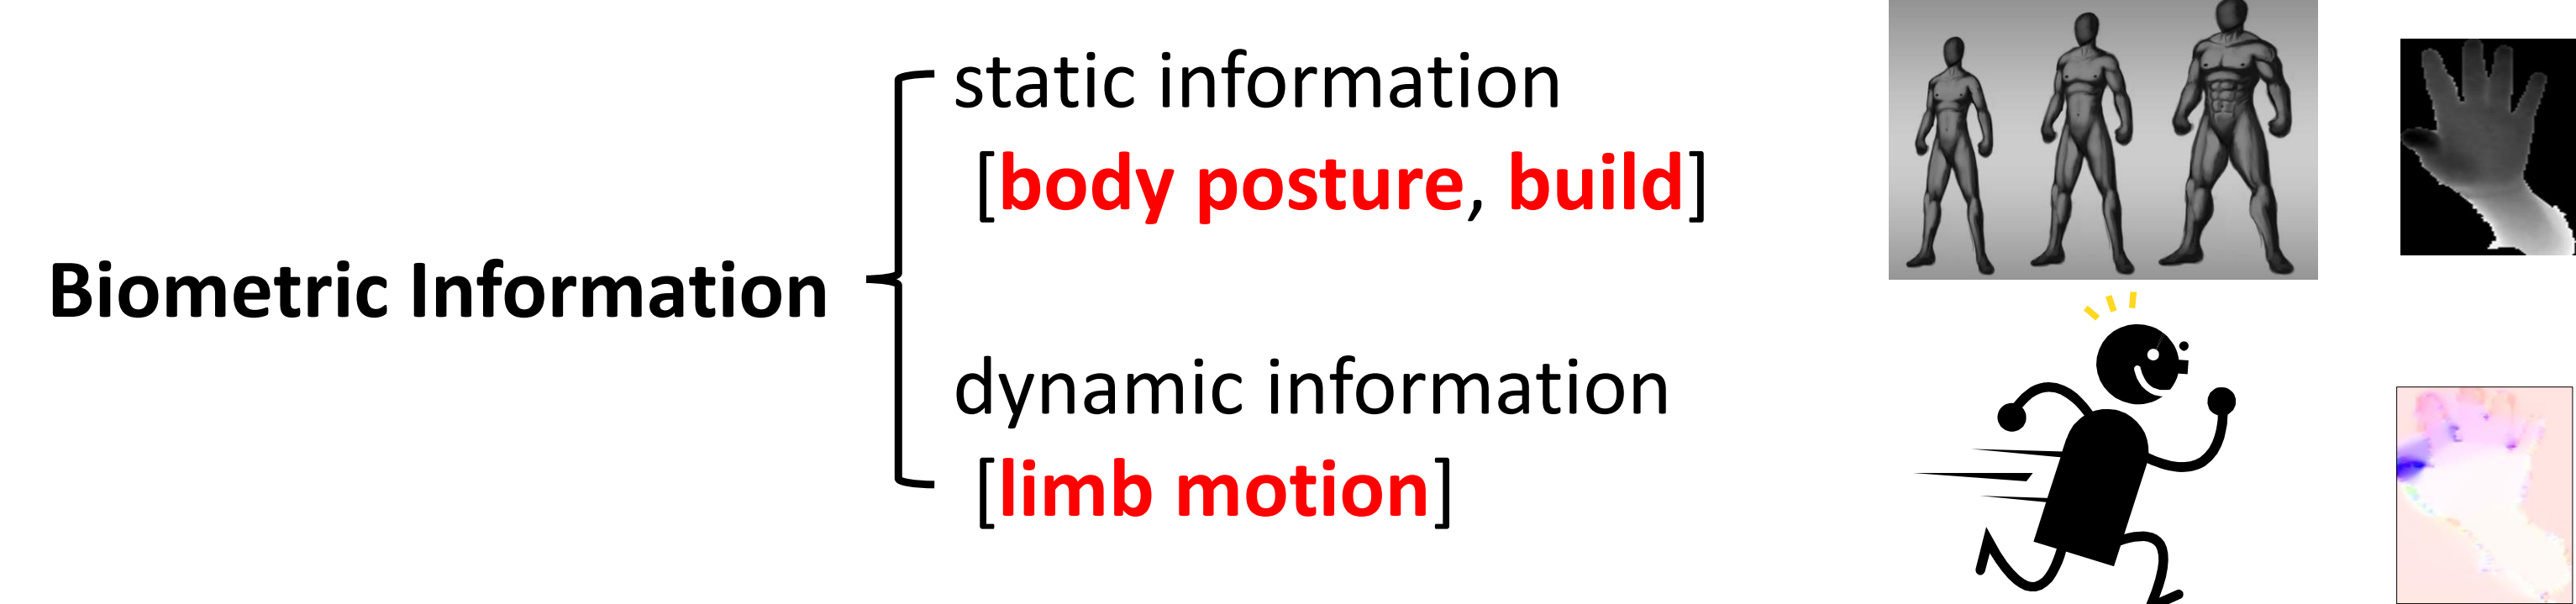 static information
[body posture, build]
Biometric Information
dynamic information
[limb motion]